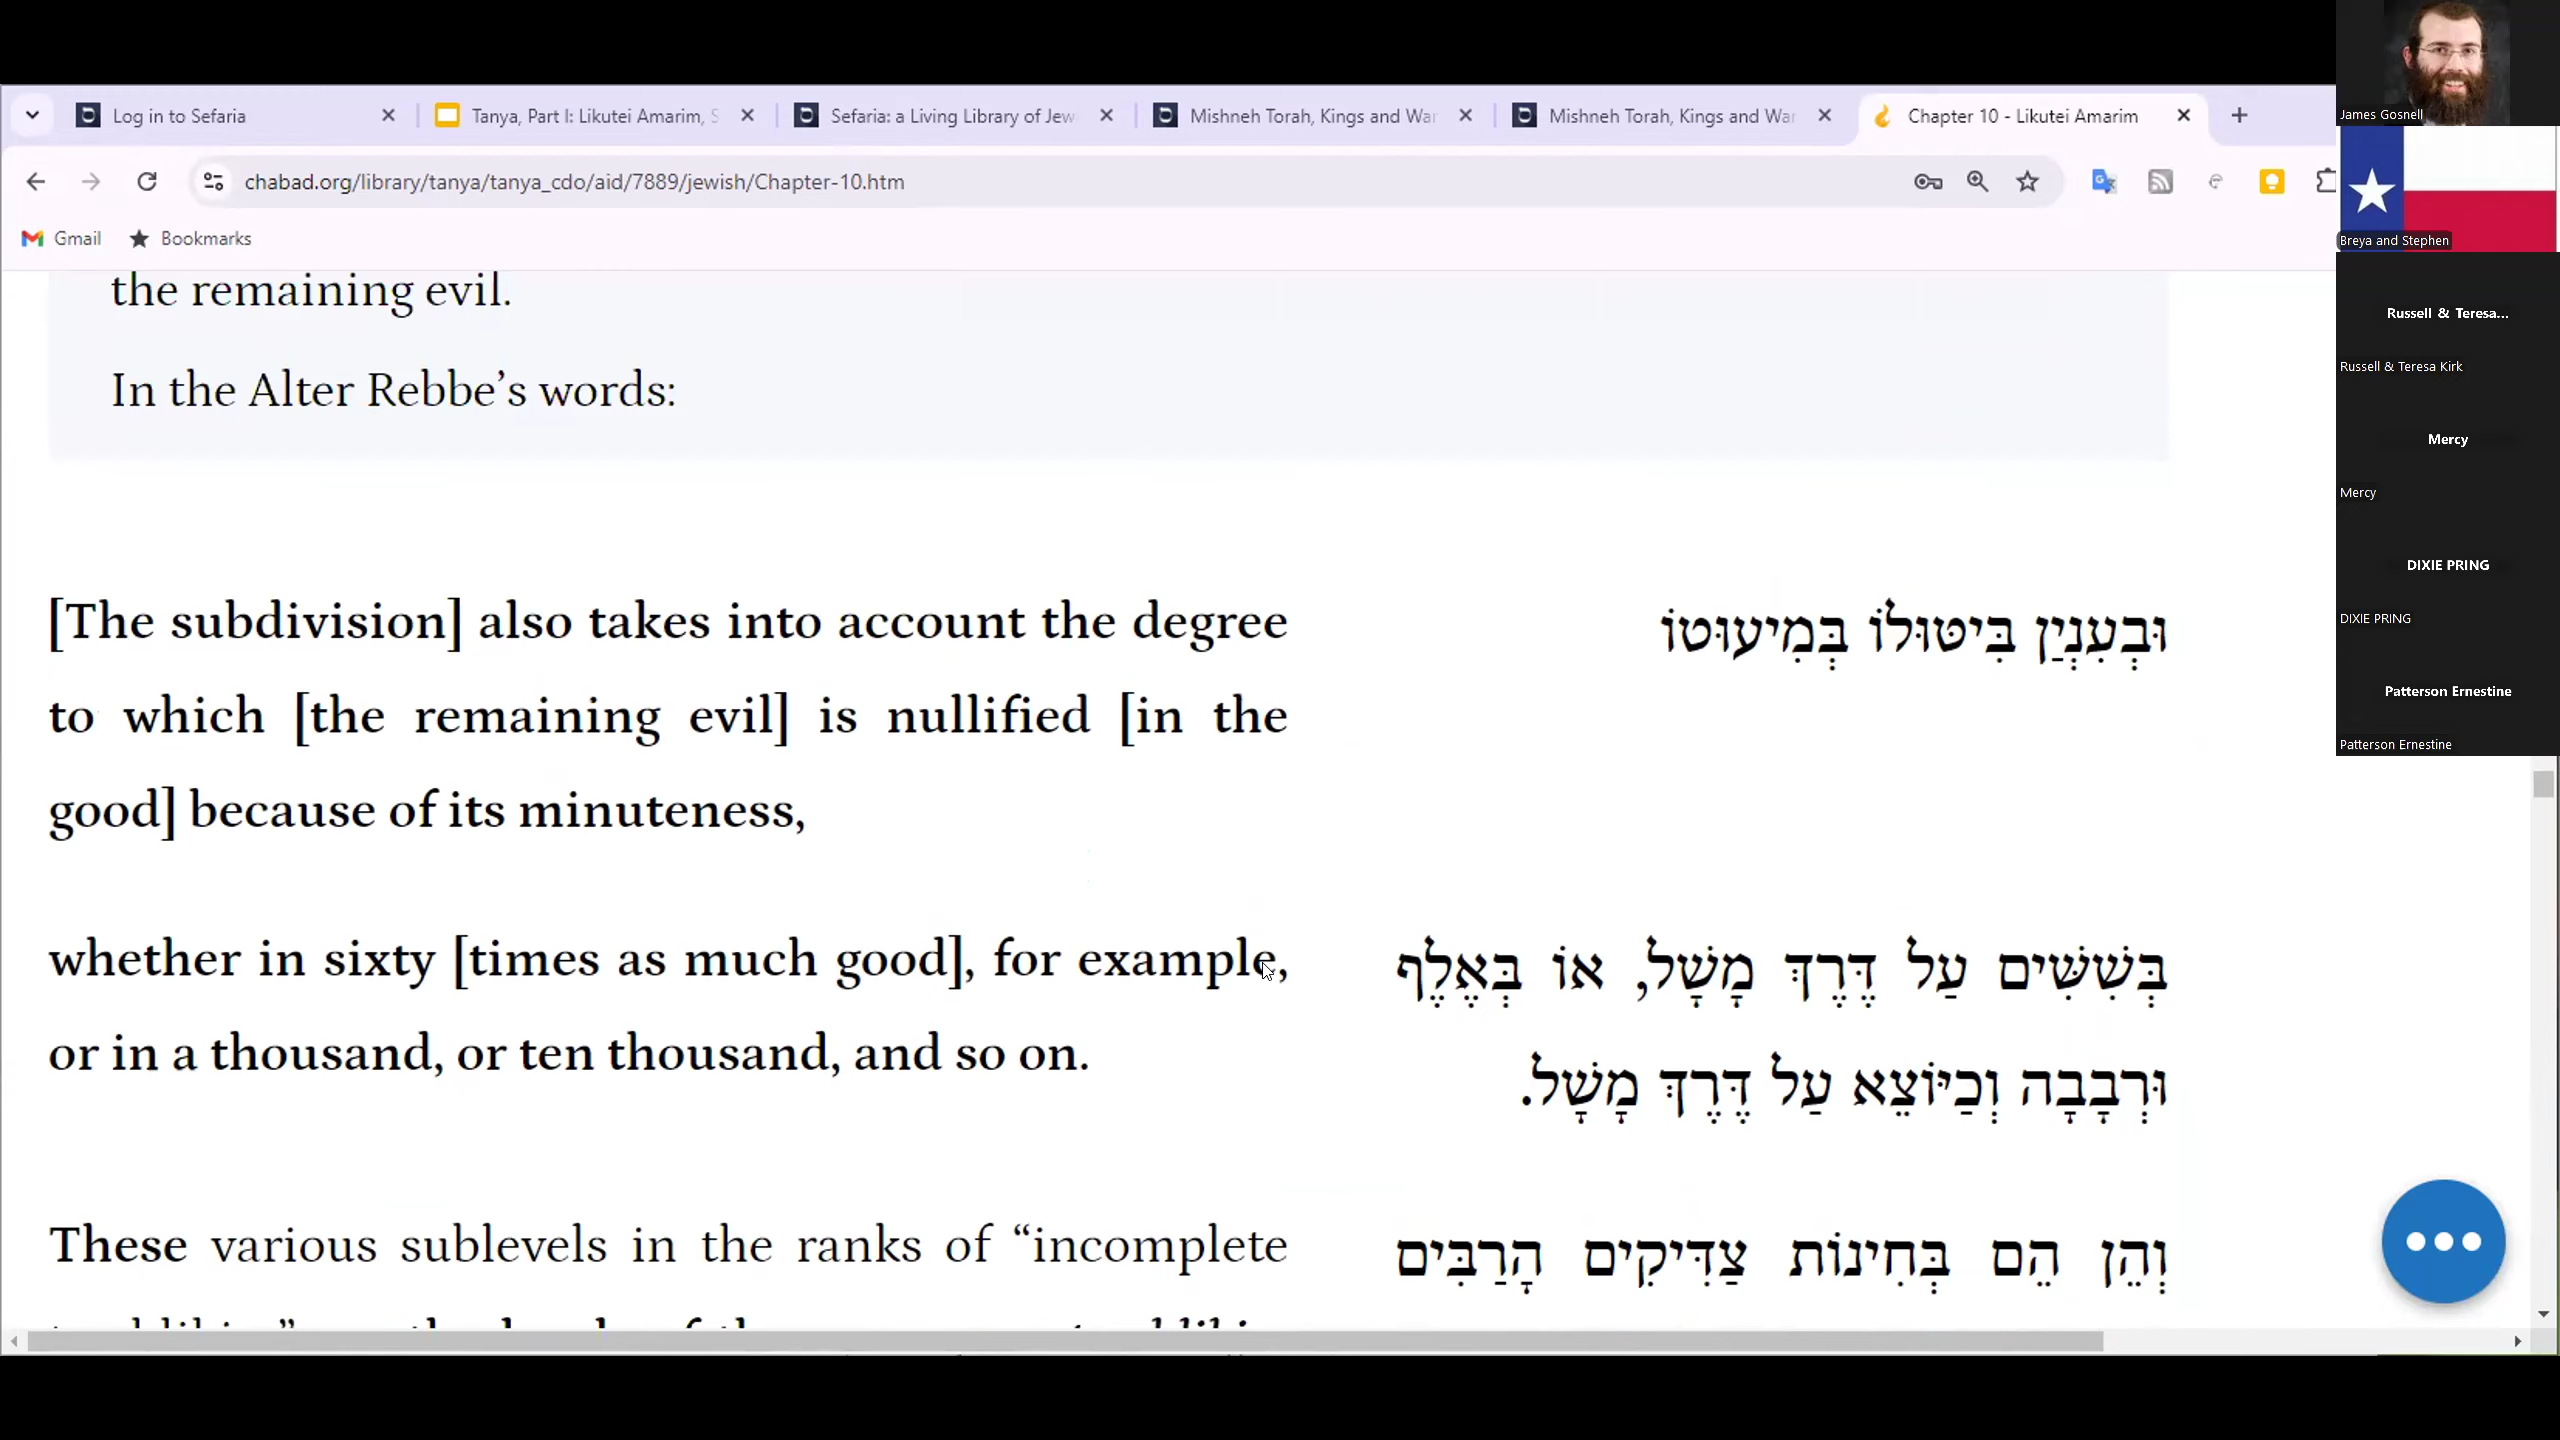 Log in to Sefaria
Tanya, Part I: Likutei Amarim, S
Sefaria: a Living Library of Jew
Mishneh Torah, Kings and War
Mishneh Torah, Kings and War
Chapter 10 - Likutei Amarim
chabad.org/library/tanya/tanya_cdo/aid/7889/jewish/Chapter-10.htm
Gmail
Bookmarks
the remaining evil.
In the Alter Rebbe’s words:
[The subdivision] also takes into account the degree
to which [the remaining evil] is nullified [in the
good] because of its minuteness,
וּבְעִנְיַן בִּיטּוּלוֹ בְּמִיעוּטוֹ
whether in sixty [times as much good], for example,
or in a thousand, or ten thousand, and so on.
בְּשִׁשִּׁים עַל דֶּרֶךְ מָשָׁל, אוֹ בְּאֶלֶף
וּרְבָבָה וְכַיּוֹצֵא עַל דֶּרֶךְ מָשָׁל.
These various sublevels in the ranks of “incomplete
וְהֵן הֵם בְּחִינוֹת צַדִּיקִים הָרַבִּים
James Gosnell
Breya and Stephen
Russell & Teresa...
Russell & Teresa Kirk
Mercy
Mercy
DIXIE PRING
DIXIE PRING
Patterson Ernestine
Patterson Ernestine